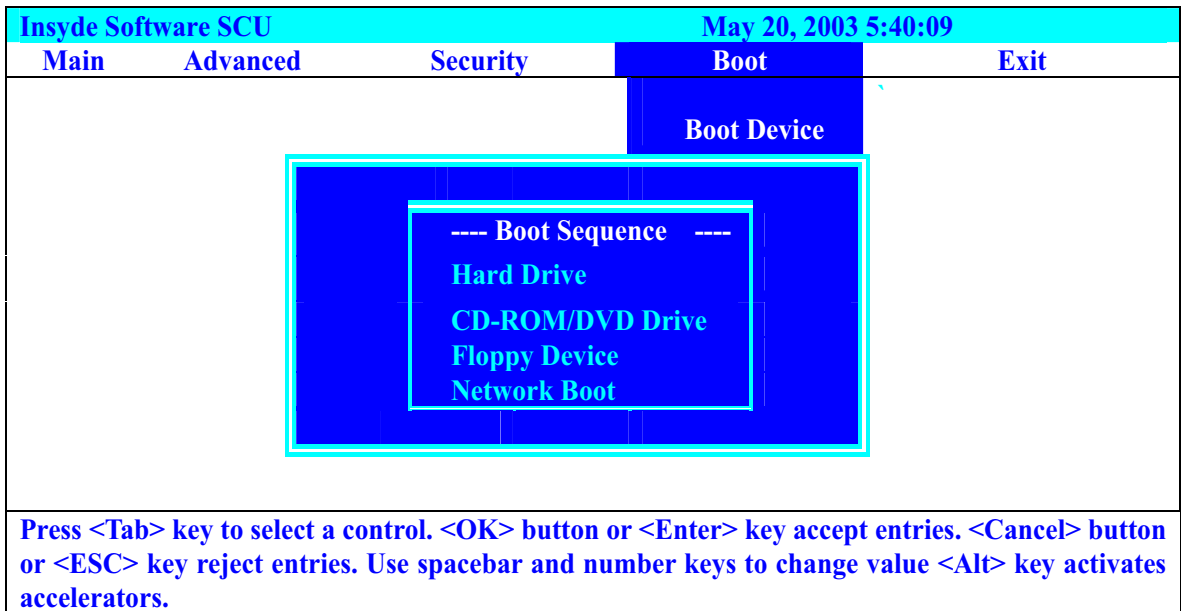 Insyde Software SCU May 20, 2003 5:40:09
Main Advanced Security Boot Exit
`
Boot Device
---- Boot Sequence ----
Hard Drive
CD-ROM/DVD Drive
Floppy Device
Network Boot
Press <Tab> key to select a control. <OK> button or <Enter> key accept entries. <Cancel> button
or <ESC> key reject entries. Use spacebar and number keys to change value <Alt> key activates
accelerators.